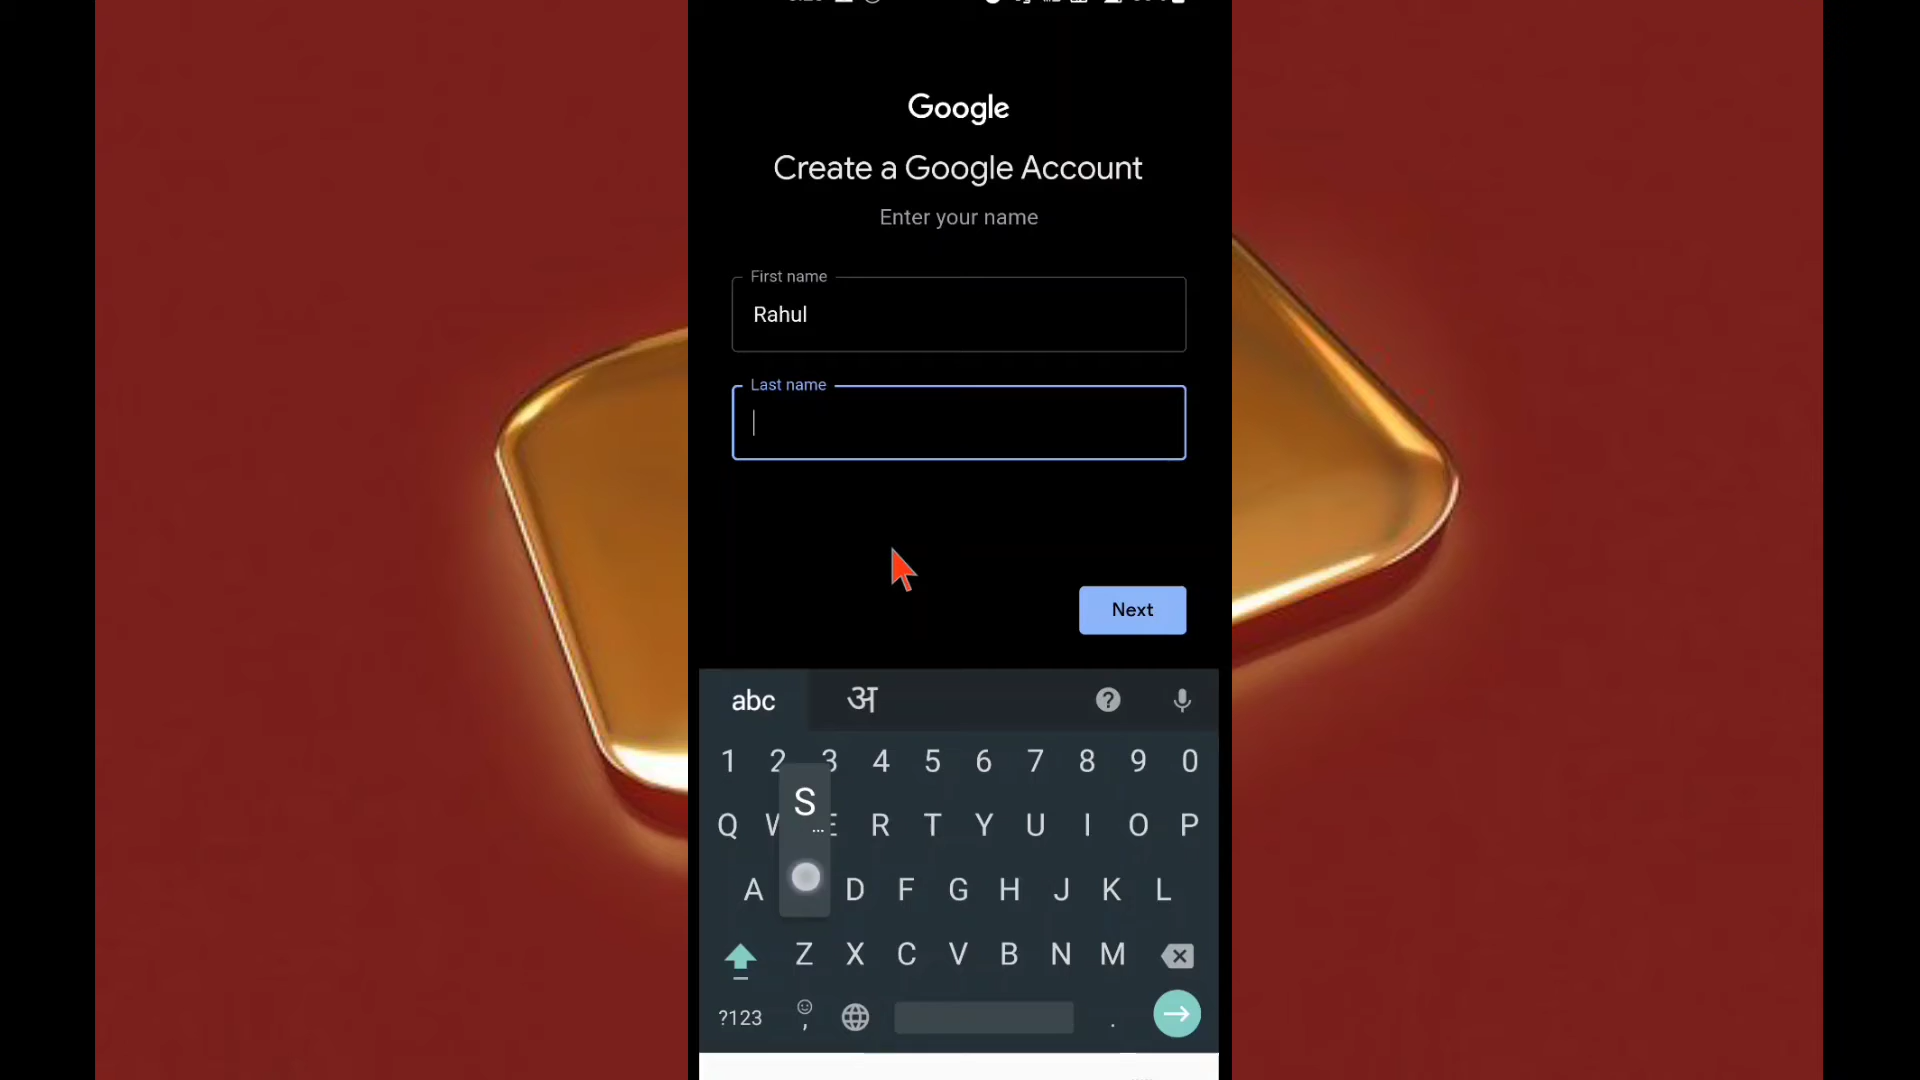 Google
Create a Google Account
Enter your name
First name
Rahul
Last name
Next
abc अ ?
1 2 3 4 5 6 7 8 9 0
Q W E R T Y U I O P
S
...
A D F G H J K L
Z X C V B N M
?123 , .